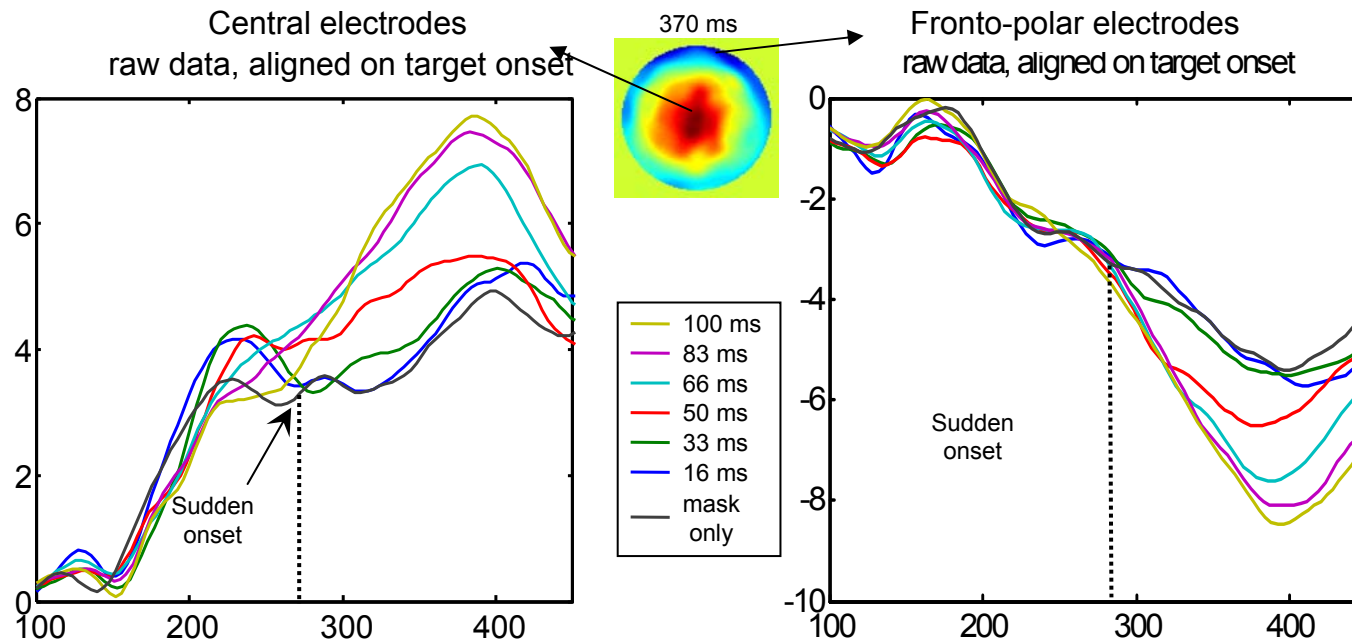 Central electrodes
raw data, aligned on target onset
370 ms
Fronto-polar electrodes
raw data, aligned on target onset
8
6
4
2
0
100
200
300
400
Sudden
onset
100 ms
83 ms
66 ms
50 ms
33 ms
16 ms
mask
only
0
-2
-4
-6
-8
-10
100
200
300
400
Sudden
onset